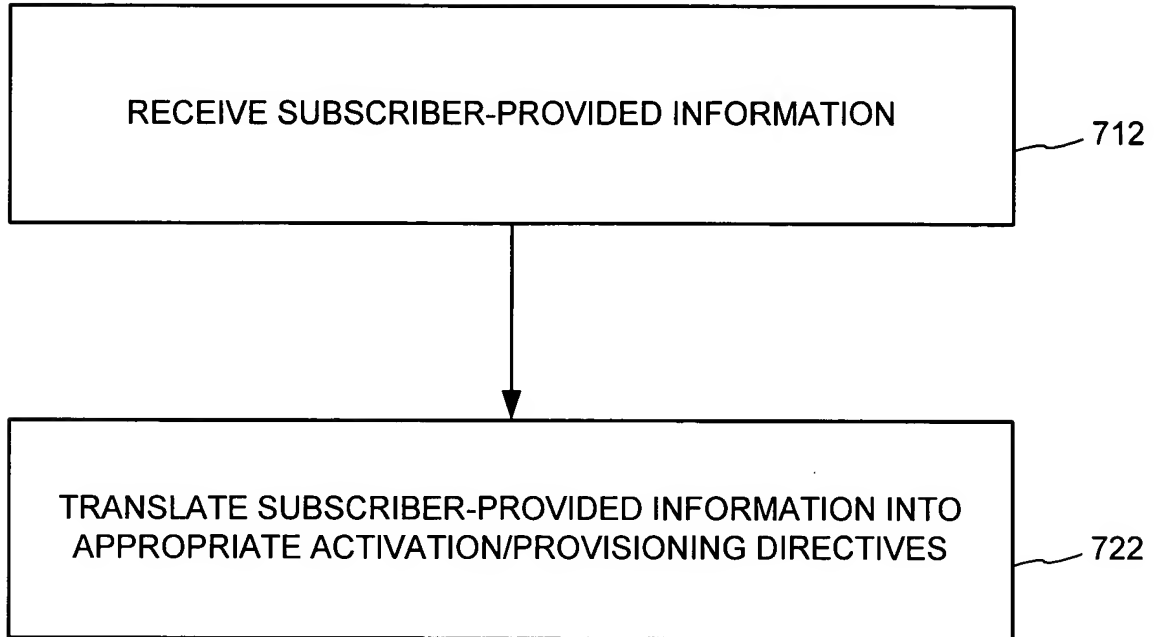 RECEIVE SUBSCRIBER-PROVIDED INFORMATION
712
TRANSLATE SUBSCRIBER-PROVIDED INFORMATION INTO
APPROPRIATE ACTIVATION/PROVISIONING DIRECTIVES
722